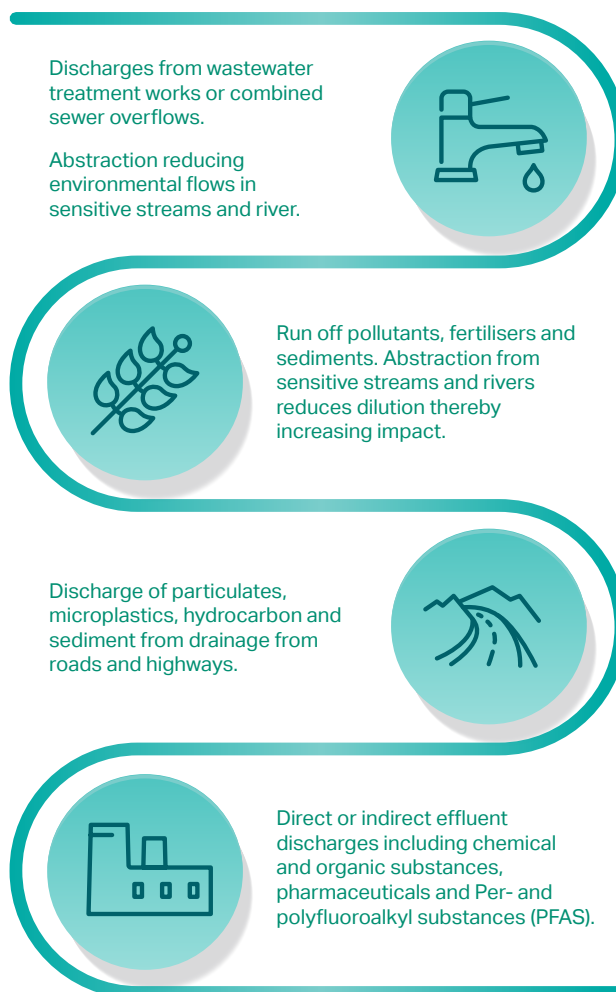 Discharges from wastewater
treatment works or combined
sewer overflows.
Abstraction reducing
environmental flows in
sensitive streams and river.
Run off pollutants, fertilisers and
sediments. Abstraction from
sensitive streams and rivers
reduces dilution thereby
increasing impact.
Discharge of particulates,
microplastics, hydrocarbon and
sediment from drainage from
roads and highways.
Direct or indirect effluent
discharges including chemical
and organic substances,
pharmaceuticals and Per- and
polyfluoroalkyl substances (PFAS).